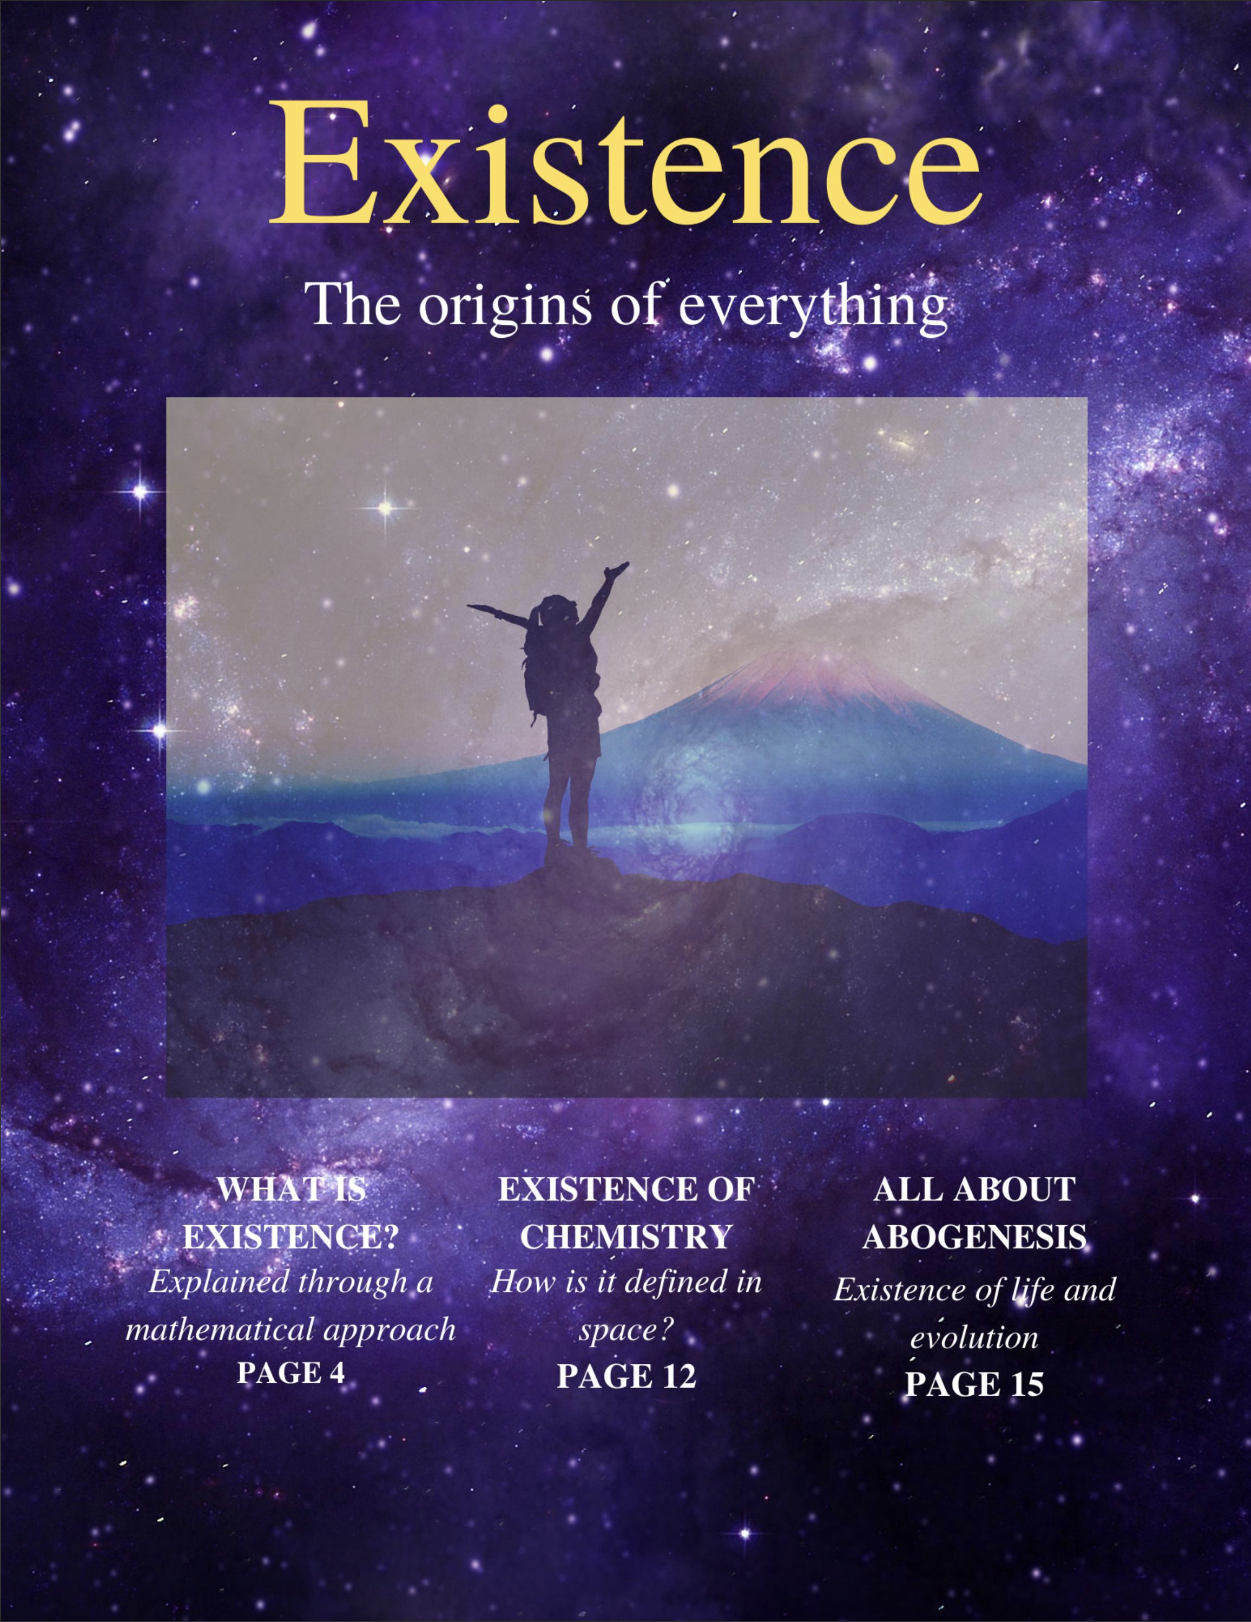 Existence
The origins of everything
WHAT IS
EXISTENCE?
Explained through a
mathematical approach
PAGE 4
EXISTENCE OF
CHEMISTRY
How is it defined in
space?
PAGE 12
ALL ABOUT
ABOGENESIS
Existence of life and
evolution
PAGE 15